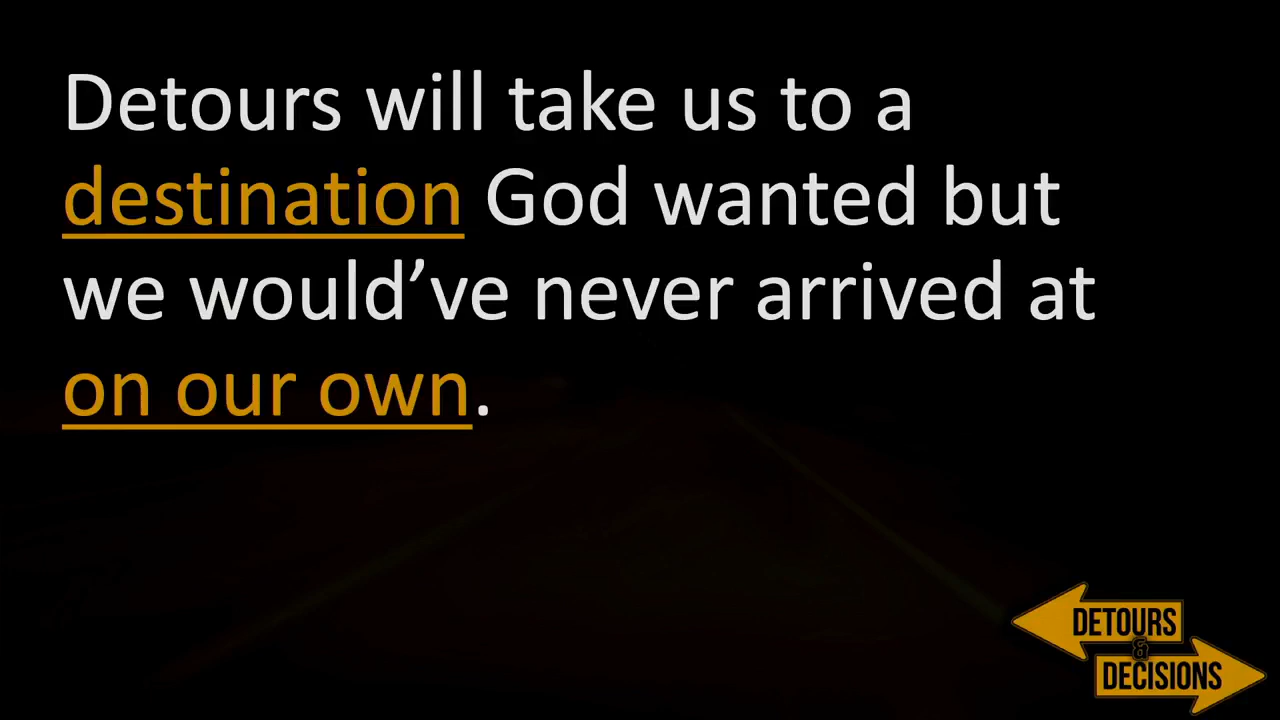 Detours will take us to a
destination God wanted but
we would’ve never arrived at
on our own.
DETOURS
&
DECISIONS